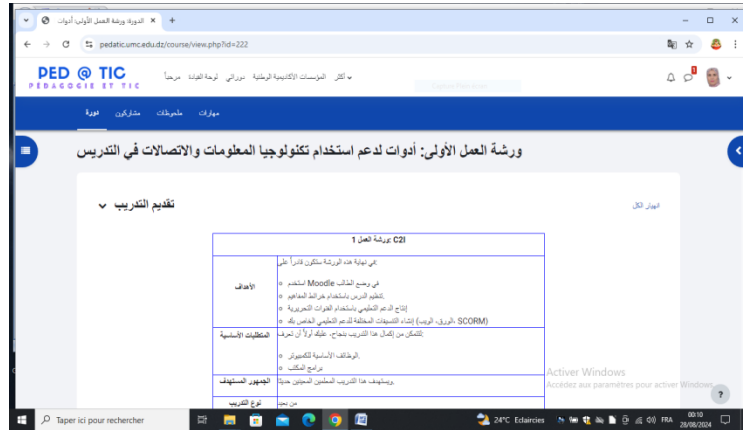 الدورة: ورشة العمل الأولى: أدوات
pedatic.umc.edu.dz/course/view.php?id=222
PED @ TIC
PEDAGOGIE ET TIC
مرحباً لوحة القيادة دوراتي المؤسسات الأكاديمية الوطنية أكثر
دورة مشاركون ملحوظات مهارات
ورشة العمل الأولى: أدوات لدعم استخدام تكنولوجيا المعلومات والاتصالات في التدريس
تقديم التدريب
انهيار الكل
C2I ورشة العمل 1
الأهداف
في نهاية هذه الورشة ستكون قادراً على:
استخدم Moodle في وضع الطالب
تنظيم الدرس باستخدام خرائط المفاهيم.
إنتاج الدعم التعليمي باستخدام القنوات التحريرية
إنشاء التنسيقات المختلفة للدعم التعليمي الخاص بك (الورق، الويب، SCORM)
المتطلبات الأساسية
للتمكن من إكمال هذا التدريب بنجاح، عليك أولاً أن تعرف:
الوظائف الأساسية للكمبيوتر.
برامج المكتب
الجمهور المستهدف
ويستهدف هذا التدريب المعلمين المعينين حديثا.
نوع التدريب
من بعيد
Activer Windows
Accédez aux paramètres pour activer Windows.
Taper ici pour rechercher
24°C Eclaircies
FRA
00:10
28/08/2024